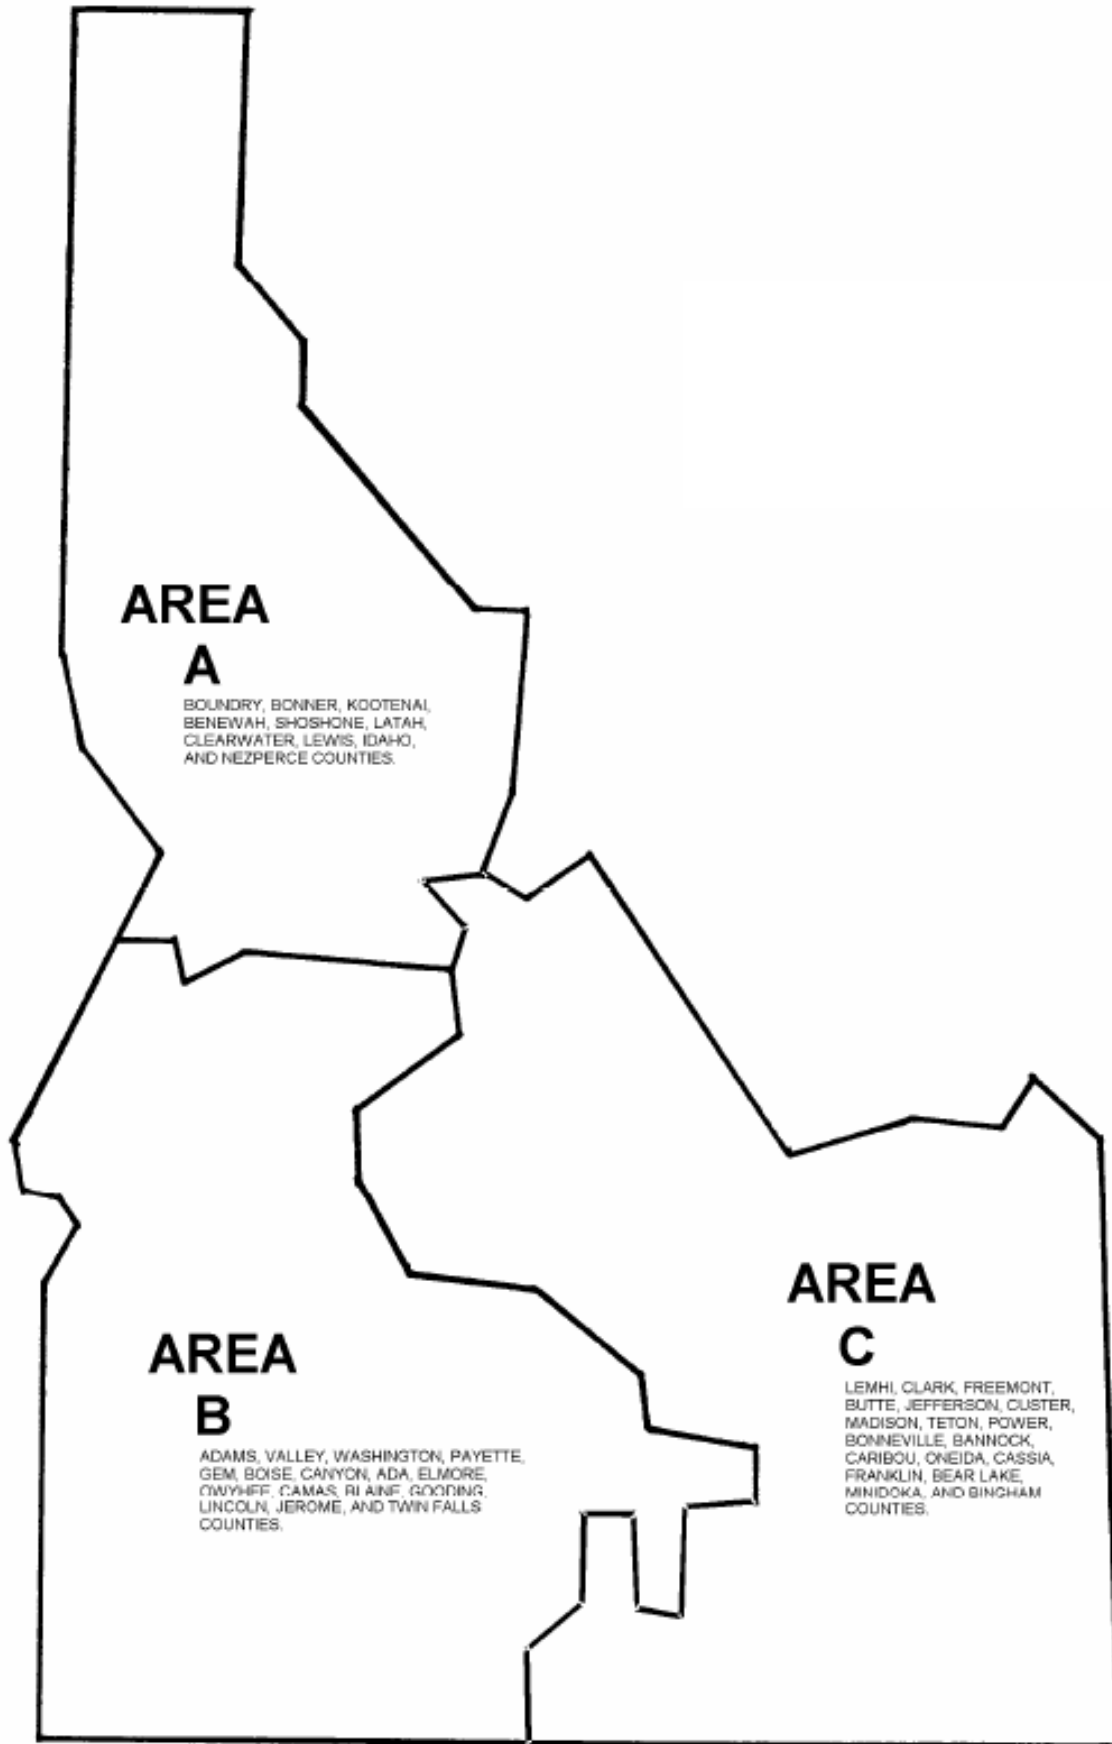 AREA
A
BOUNDRY, BONNER, KOOTENAI,
BENEWAH, SHOSHONE, LATAH,
CLEARWATER, LEWIS, IDAHO,
AND NEZPERCE COUNTIES.
AREA
B
ADAMS, VALLEY, WASHINGTON, PAYETTE,
GEM, BOISE, CANYON, ADA, ELMORE,
OWYHEE, CAMAS, BLAINE, GOODING,
LINCOLN, JEROME, AND TWIN FALLS
COUNTIES.
AREA
C
LEMHI, CLARK, FREEMONT,
BUTTE, JEFFERSON, CUSTER,
MADISON, TETON, POWER,
BONNEVILLE, BANNOCK,
CARIBOU, ONEIDA, CASSIA,
FRANKLIN, BEAR LAKE,
MINIDOKA, AND BINGHAM
COUNTIES.